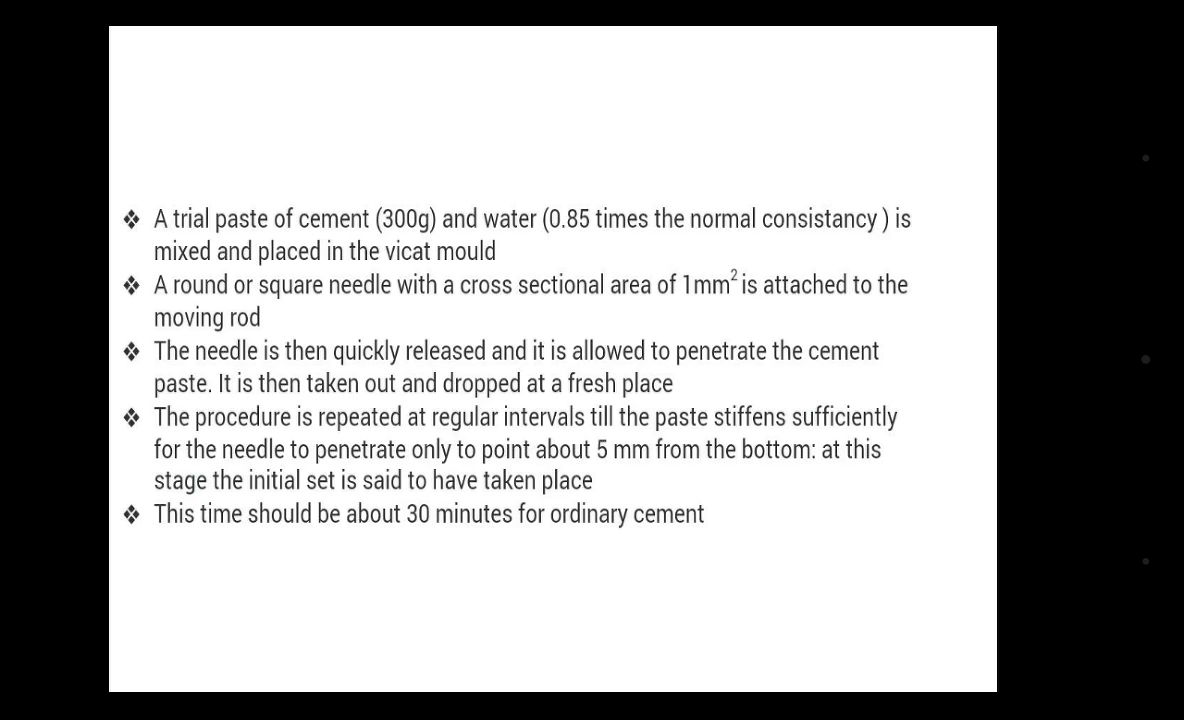 ❖ A trial paste of cement (300g) and water (0.85 times the normal consistancy ) is
mixed and placed in the vicat mould
❖ A round or square needle with a cross sectional area of 1mm² is attached to the
moving rod
❖ The needle is then quickly released and it is allowed to penetrate the cement
paste. It is then taken out and dropped at a fresh place
❖ The procedure is repeated at regular intervals till the paste stiffens sufficiently
for the needle to penetrate only to point about 5 mm from the bottom: at this
stage the initial set is said to have taken place
❖ This time should be about 30 minutes for ordinary cement